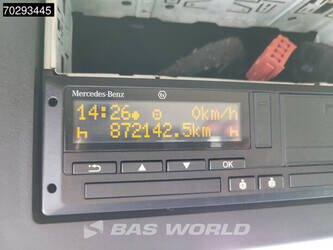 70293445
Mercedes-Benz
14:26 0km/h
872142.5km
OK
BAS WORLD